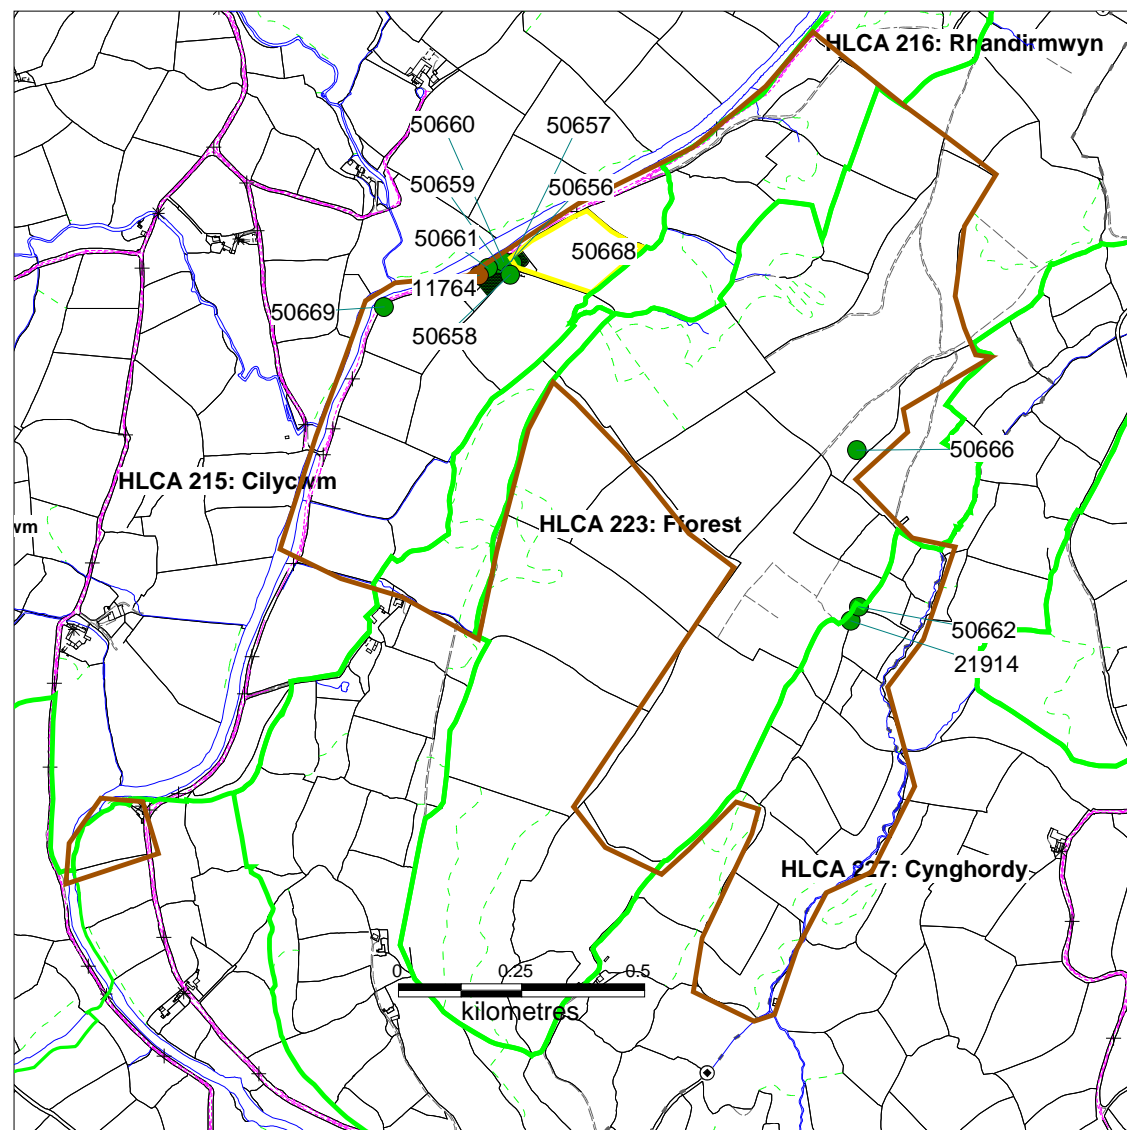 HLCA 216: Rhandirmwyn
50660
50657
50659
50656
50661
50668
11764
50669
50658
50666
HLCA 215: Cilycwm
wm
HLCA 223: Fforest
50662
21914
HLCA 227: Cynghordy
0 0.25 0.5
kilometres